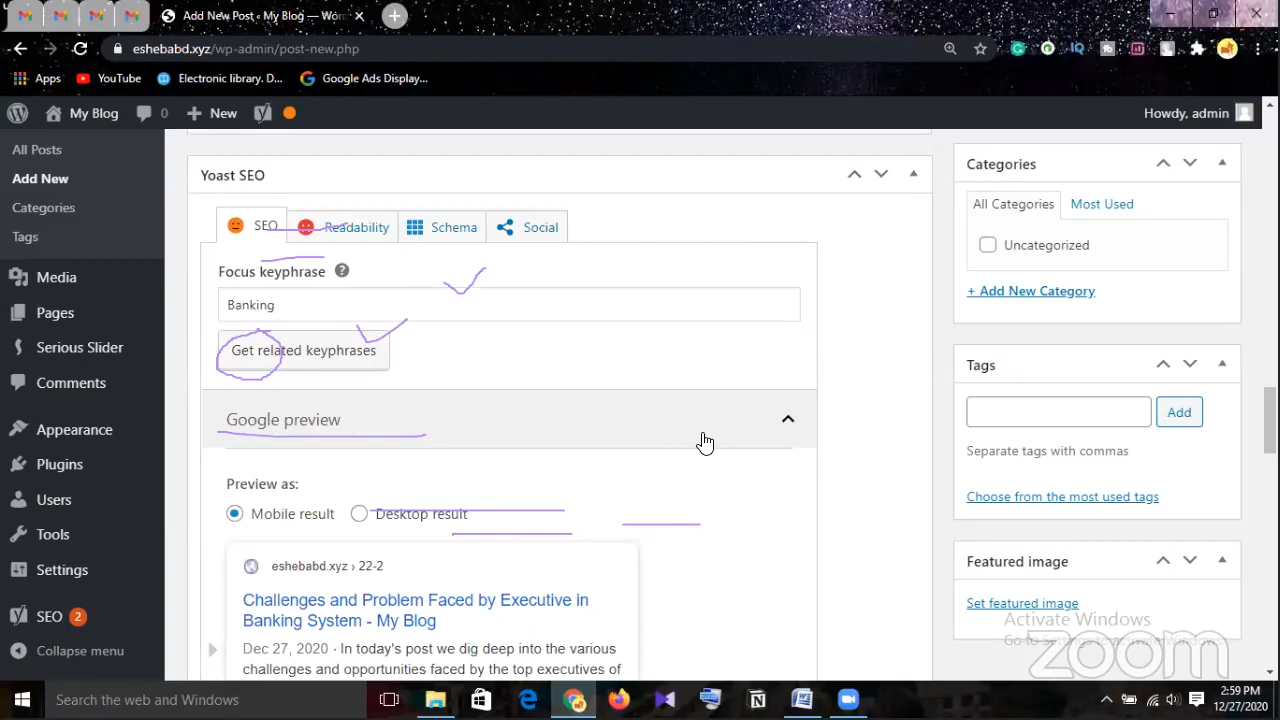 Add New Post ‹ My Blog — Wor
eshebabd.xyz/wp-admin/post-new.php
Apps
YouTube
Electronic library. D...
Google Ads Display...
My Blog
0
New
Howdy, admin
All Posts
Add New
Categories
Tags
Media
Pages
Serious Slider
Comments
Appearance
Plugins
Users
Tools
Settings
SEO 2
Collapse menu
Yoast SEO
SEO
Readability
Schema
Social
Focus keyphrase
Banking
Get related keyphrases
Google preview
Preview as:
Mobile result
Desktop result
eshebabd.xyz › 22-2
Challenges and Problem Faced by Executive in
Banking System - My Blog
Dec 27, 2020 · In today's post we dig deep into the various
challenges and opportunities faced by the top executives of
Categories
All Categories
Most Used
Uncategorized
+ Add New Category
Tags
Add
Separate tags with commas
Choose from the most used tags
Featured image
Set featured image
Activate Windows
zoom
Search the Web and Windows
2:59 PM
12/27/2020